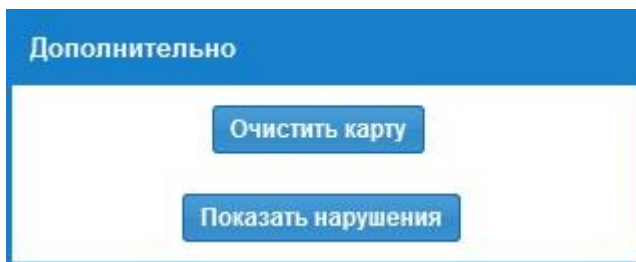 Дополнительно
Очистить карту
Показать нарушения